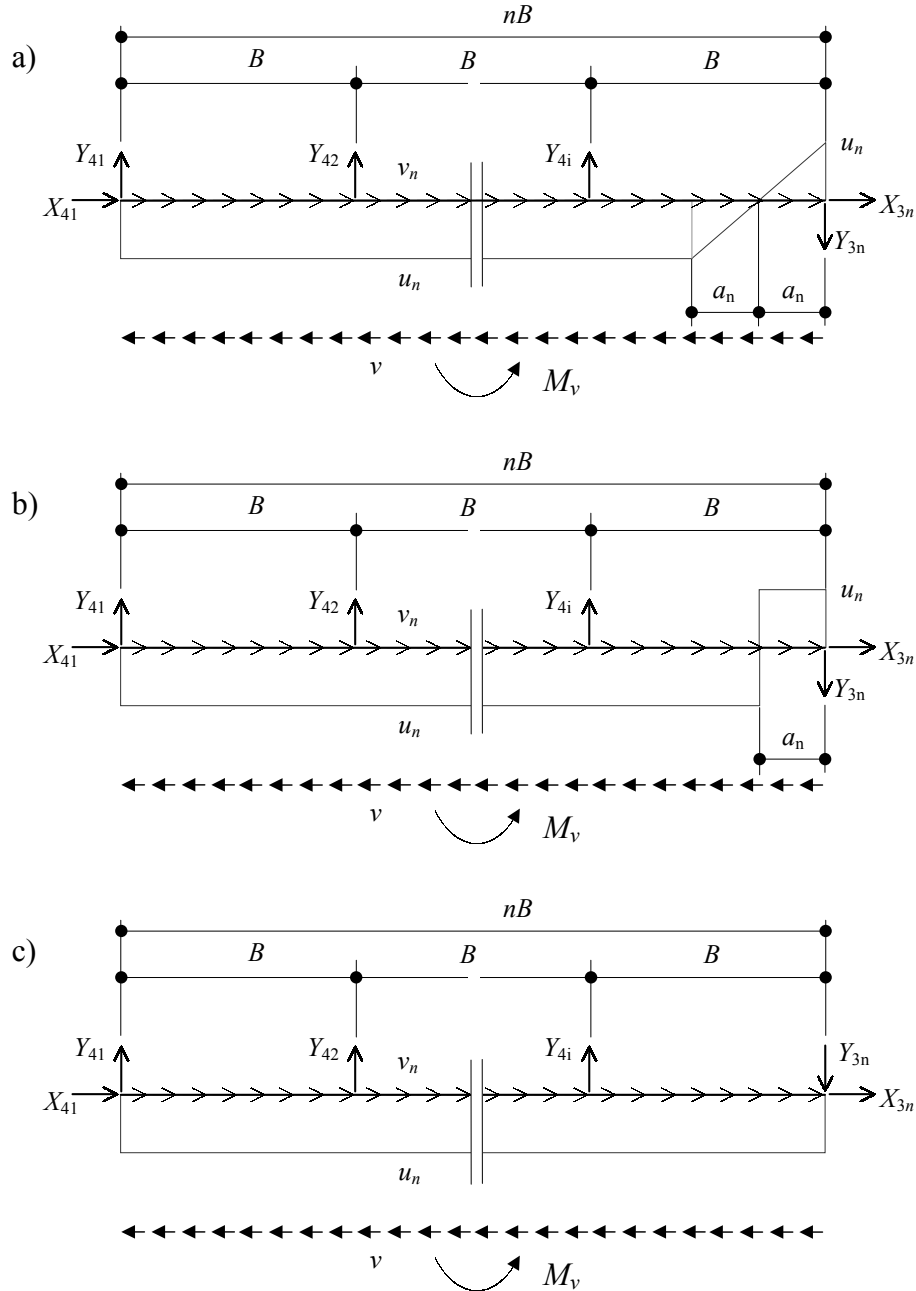 nB
a)
B B B
Y41 Y42 vn Y4i un
X41 X3n
Y3n
un an an
v Mv
nB
b)
B B B
Y41 Y42 vn Y4i un
X41 X3n
Y3n
un an
v Mv
nB
c)
B B B
Y41 Y42 vn Y4i Y3n
X41 X3n
un
v Mv